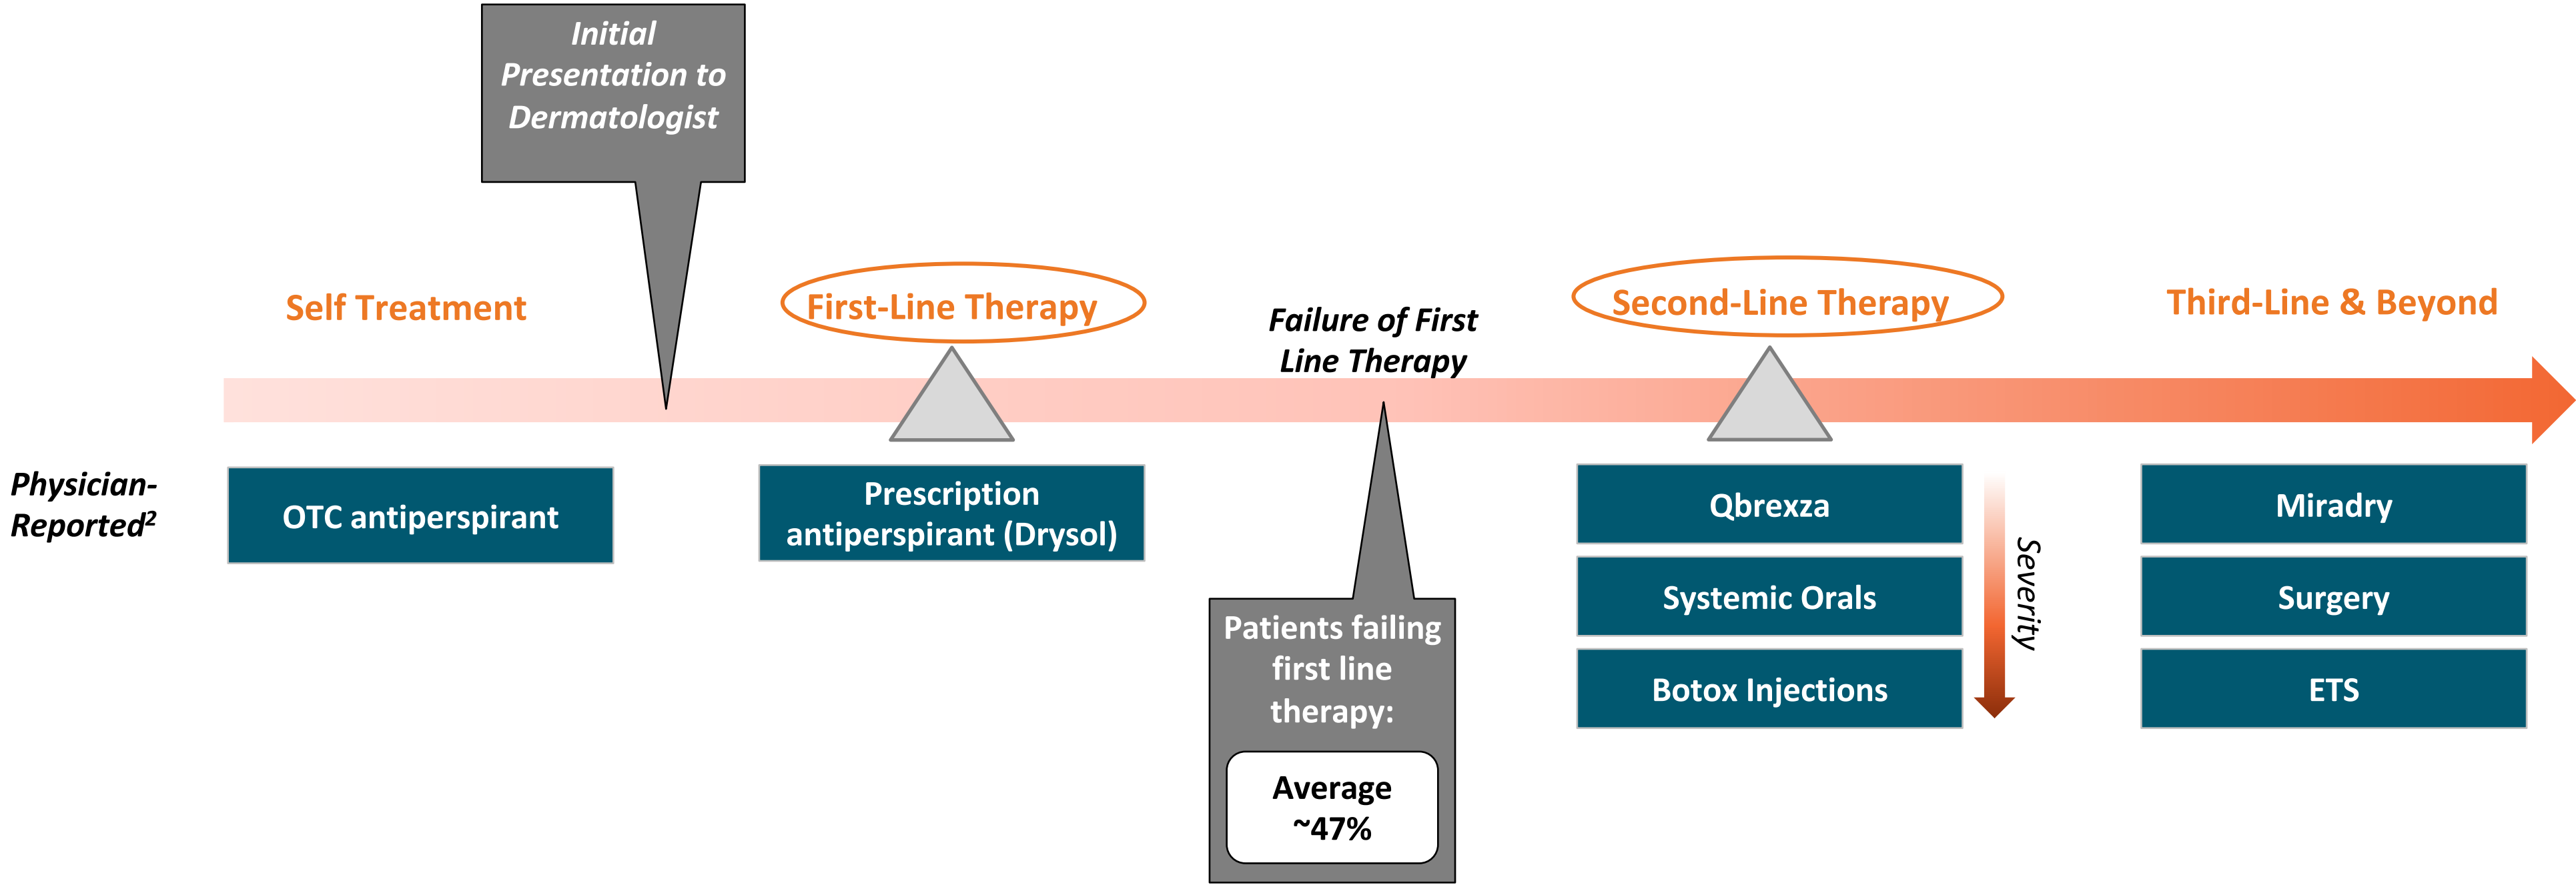 Initial
Presentation to
Dermatologist
Self Treatment
First-Line Therapy
Failure of First
Line Therapy
Second-Line Therapy
Third-Line & Beyond
Physician-
Reported²
OTC antiperspirant
Prescription
antiperspirant (Drysol)
Patients failing
first line
therapy:
Average
~47%
Qbrexza
Systemic Orals
Botox Injections
Severity
Miradry
Surgery
ETS